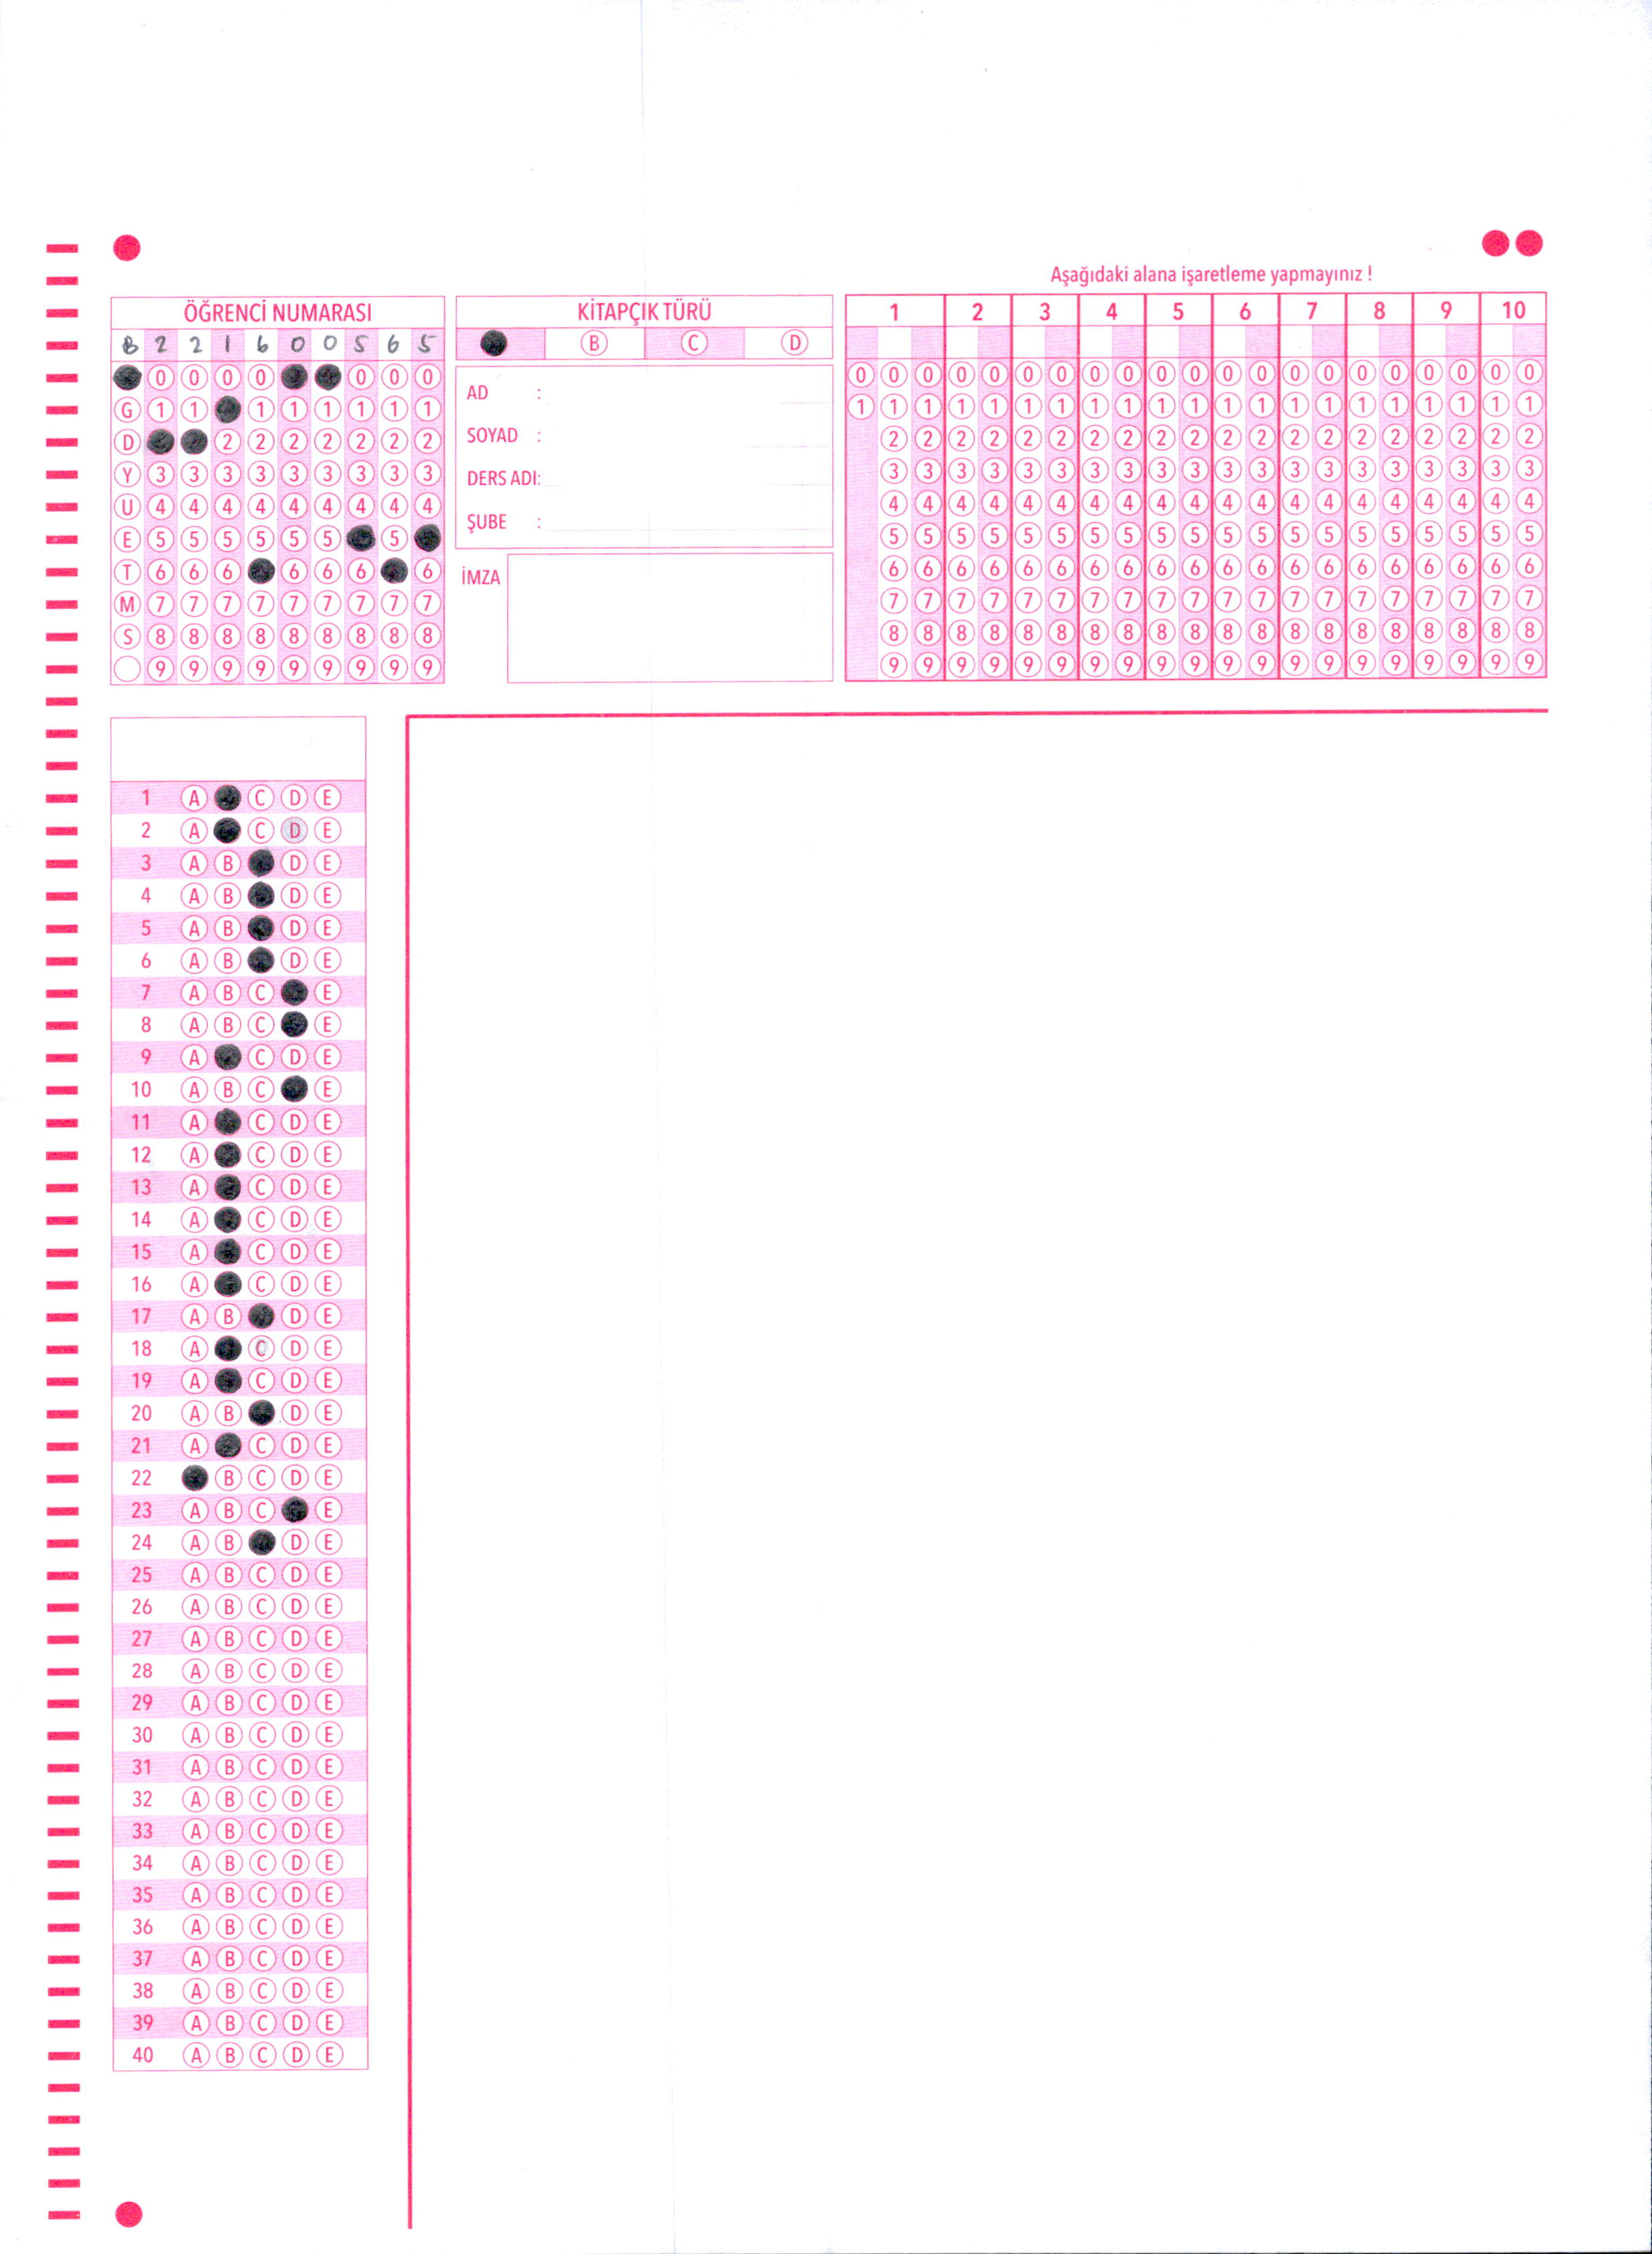 Aşağıdaki alana işaretleme yapmayınız !
ÖĞRENCİ NUMARASI
B 2 2 1 6 0 0 5 6 5
0 0 0 0 0 0 0
G 1 1 1 1 1 1 1 1
D 2 2 2 2 2 2 2
Y 3 3 3 3 3 3 3 3 3
U 4 4 4 4 4 4 4 4 4
E 5 5 5 5 5 5 5
T 6 6 6 6 6 6 6
M 7 7 7 7 7 7 7 7 7
S 8 8 8 8 8 8 8 8 8
9 9 9 9 9 9 9 9 9
KİTAPÇIK TÜRÜ
B C D
AD :
SOYAD :
DERS ADI:
ŞUBE :
İMZA
1 2 3 4 5 6 7 8 9 10
0 0 0 0 0 0 0 0 0 0 0 0 0 0 0 0 0 0 0 0 0
1 1 1 1 1 1 1 1 1 1 1 1 1 1 1 1 1 1 1 1 1
2 2 2 2 2 2 2 2 2 2 2 2 2 2 2 2 2 2 2 2
3 3 3 3 3 3 3 3 3 3 3 3 3 3 3 3 3 3 3 3
4 4 4 4 4 4 4 4 4 4 4 4 4 4 4 4 4 4 4 4
5 5 5 5 5 5 5 5 5 5 5 5 5 5 5 5 5 5 5 5
6 6 6 6 6 6 6 6 6 6 6 6 6 6 6 6 6 6 6 6
7 7 7 7 7 7 7 7 7 7 7 7 7 7 7 7 7 7 7 7
8 8 8 8 8 8 8 8 8 8 8 8 8 8 8 8 8 8 8 8
9 9 9 9 9 9 9 9 9 9 9 9 9 9 9 9 9 9 9 9
1 A C D E
2 A C D E
3 A B D E
4 A B D E
5 A B D E
6 A B D E
7 A B C E
8 A B C E
9 A C D E
10 A B C E
11 A C D E
12 A C D E
13 A C D E
14 A C D E
15 A C D E
16 A C D E
17 A B D E
18 A C D E
19 A C D E
20 A B D E
21 A C D E
22 B C D E
23 A B C E
24 A B D E
25 A B C D E
26 A B C D E
27 A B C D E
28 A B C D E
29 A B C D E
30 A B C D E
31 A B C D E
32 A B C D E
33 A B C D E
34 A B C D E
35 A B C D E
36 A B C D E
37 A B C D E
38 A B C D E
39 A B C D E
40 A B C D E